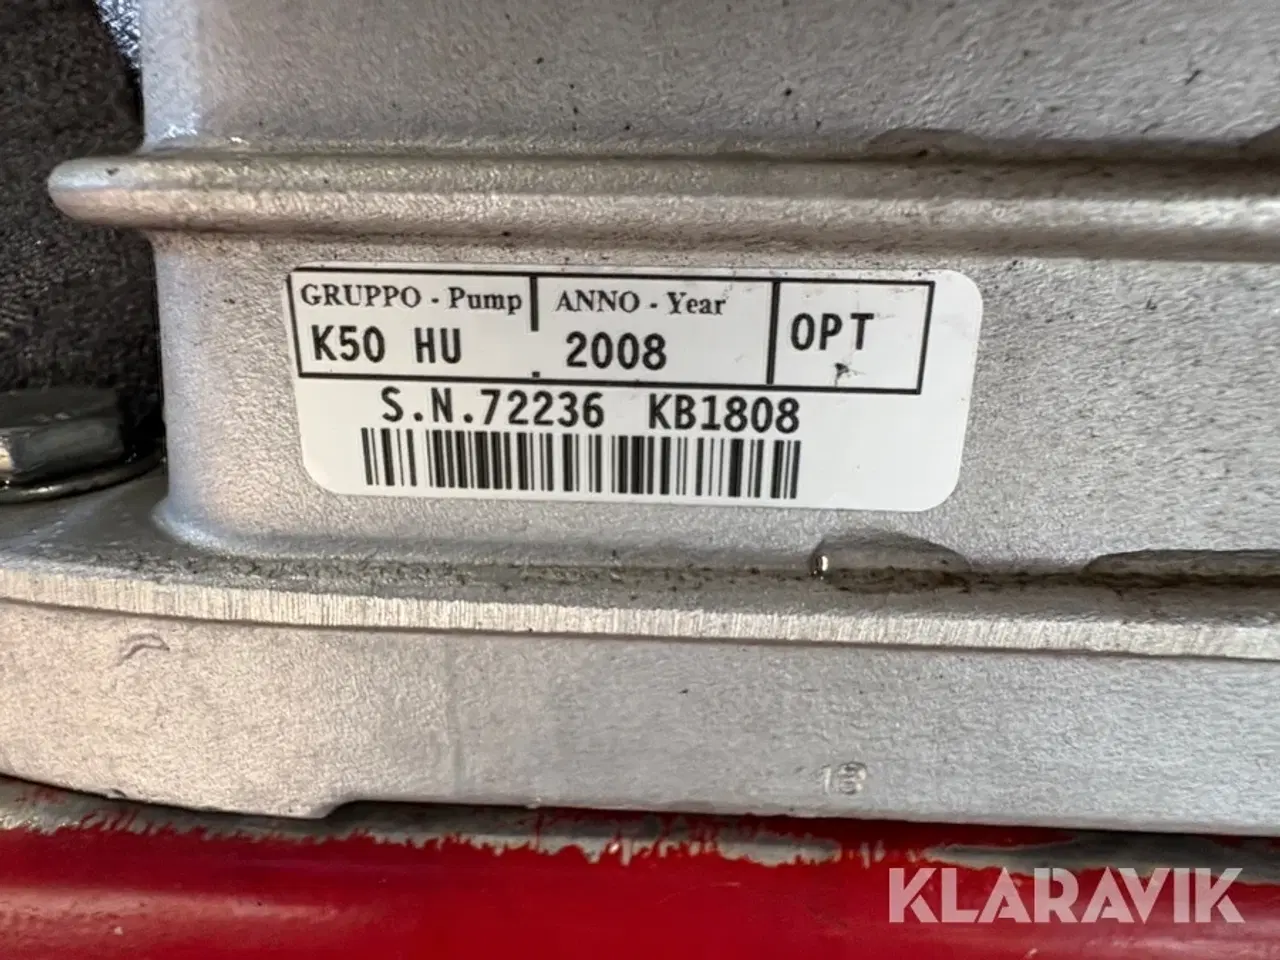 GRUPPO - Pump
ANNO - Year
K50 HU
2008
OPT
S.N.72236 KB1808
18
KLARAVIK